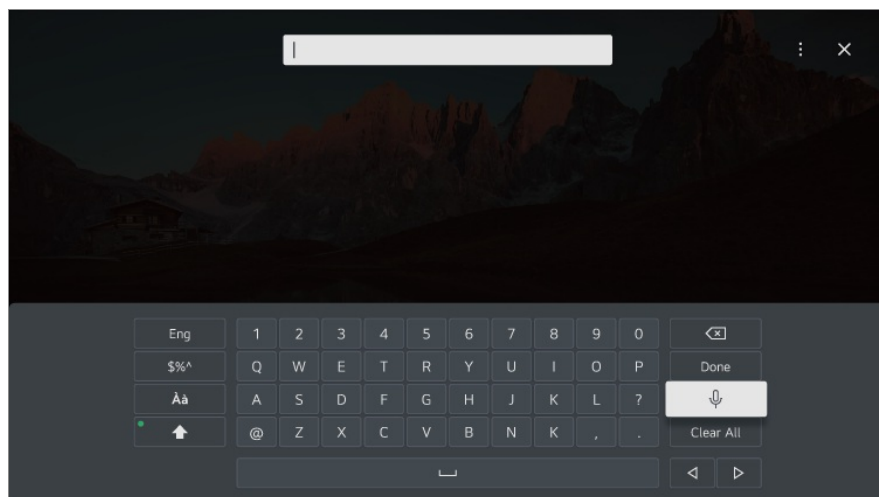 Eng 1 2 3 4 5 6 7 8 9 0
$%^ Q W E T R Y U I O P Done
Àà A S D F G H J K L ?
@ Z X C V B N K , . Clear All